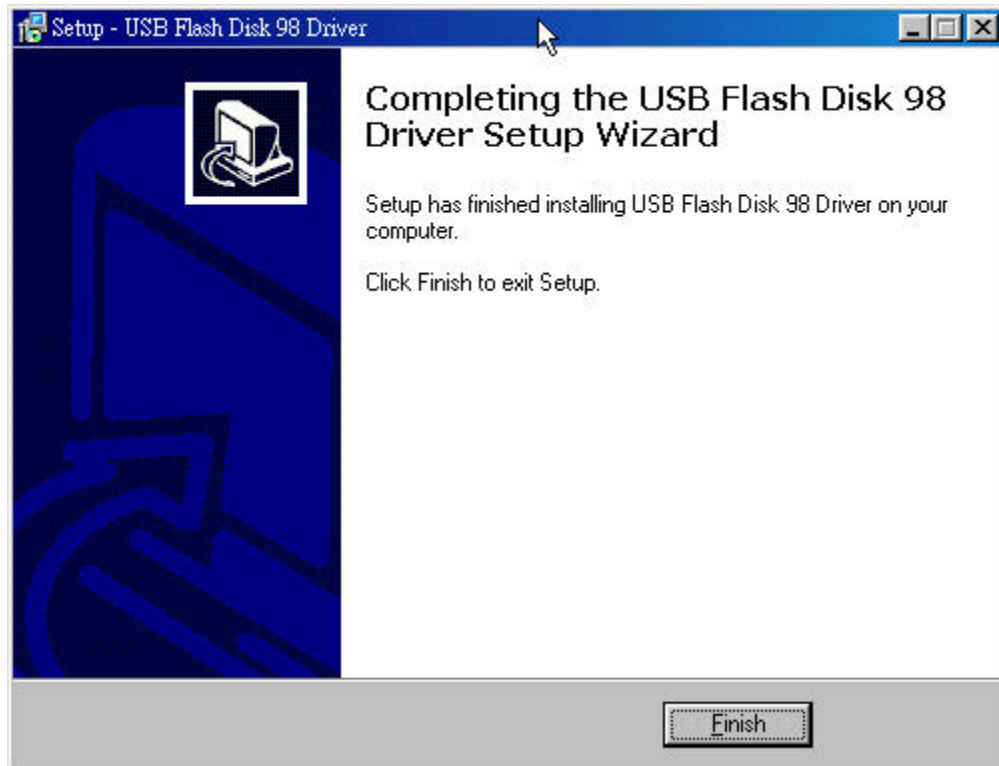 Setup - USB Flash Disk 98 Driver
Completing the USB Flash Disk 98
Driver Setup Wizard
Setup has finished installing USB Flash Disk 98 Driver on your
computer.
Click Finish to exit Setup.
Finish